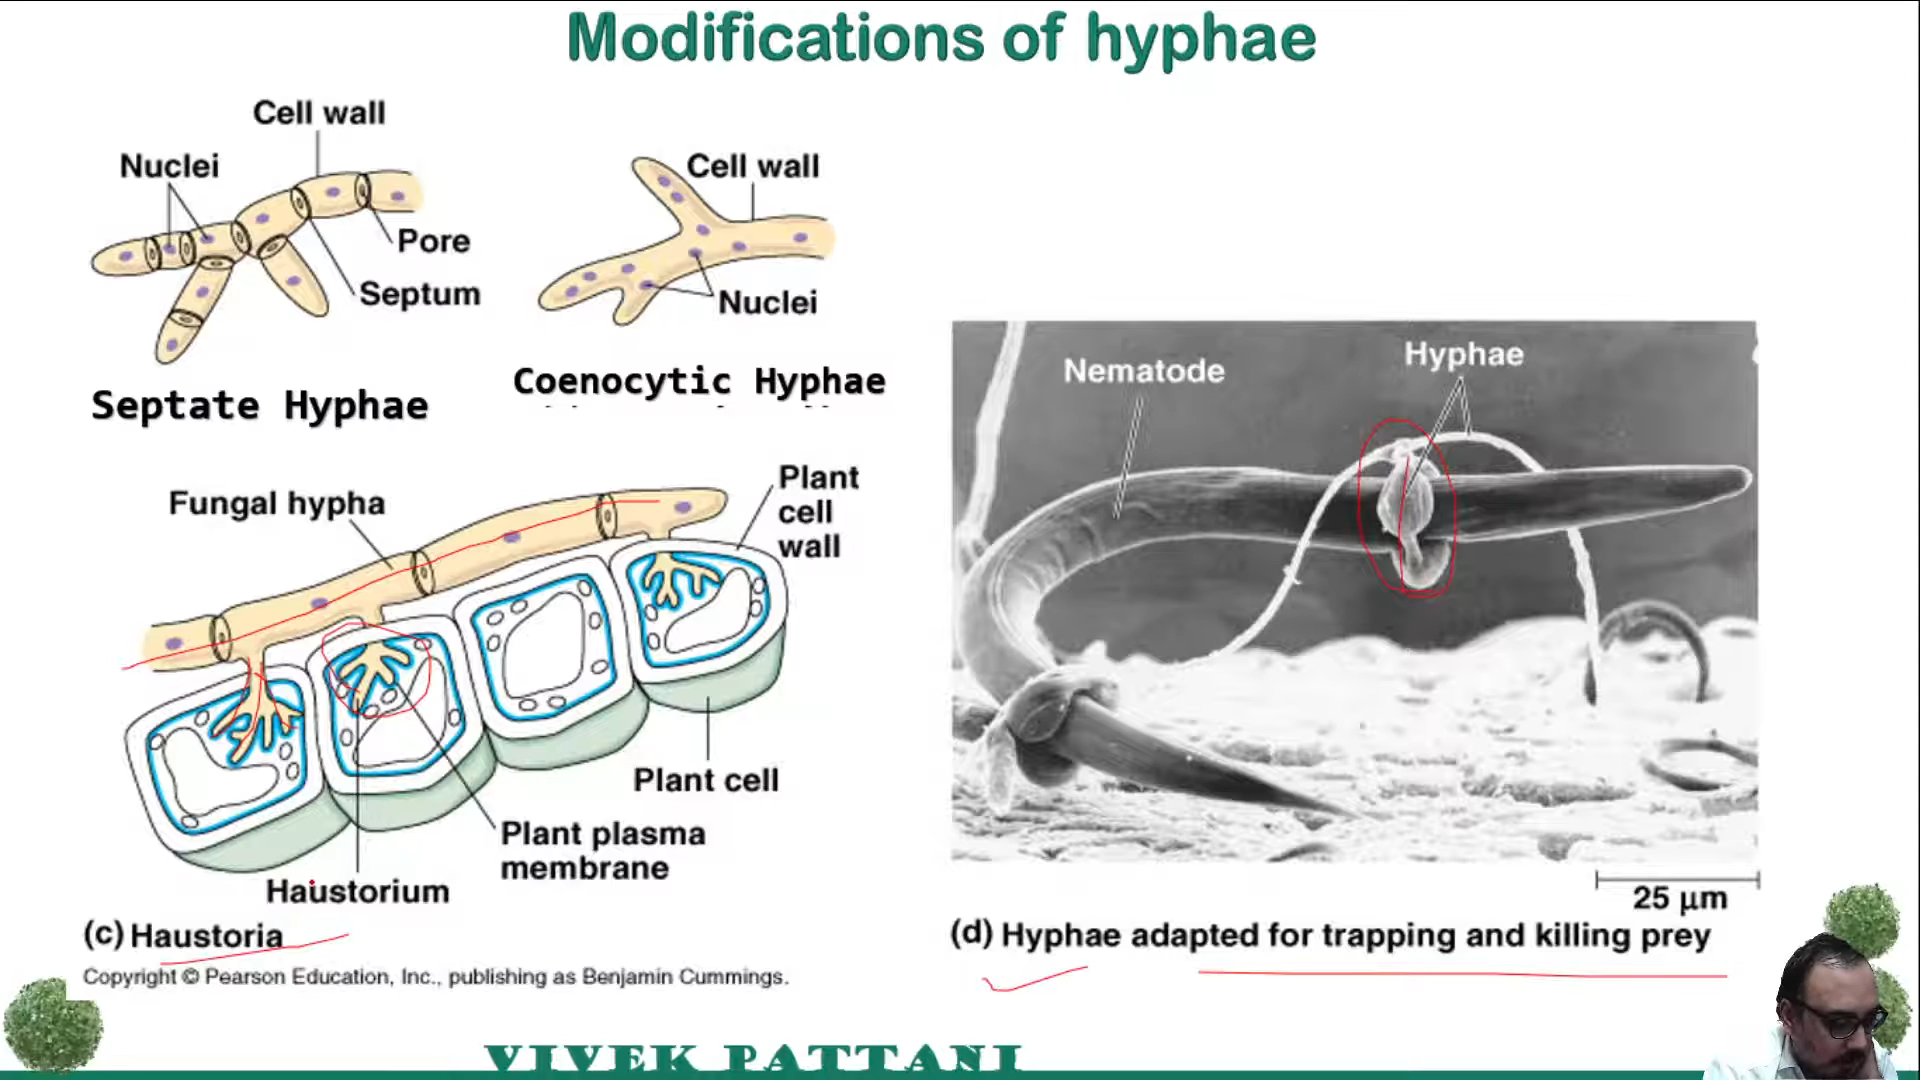 Modifications of hyphae
Cell wall
Nuclei
Pore
Septum
Septate Hyphae
Cell wall
Nuclei
Coenocytic Hyphae
Fungal hypha
Plant
cell
wall
Plant cell
Plant plasma
membrane
Haustorium
(c) Haustoria
Copyright © Pearson Education, Inc., publishing as Benjamin Cummings.
Nematode
Hyphae
25 μm
(d) Hyphae adapted for trapping and killing prey
VIVEK PATTANI